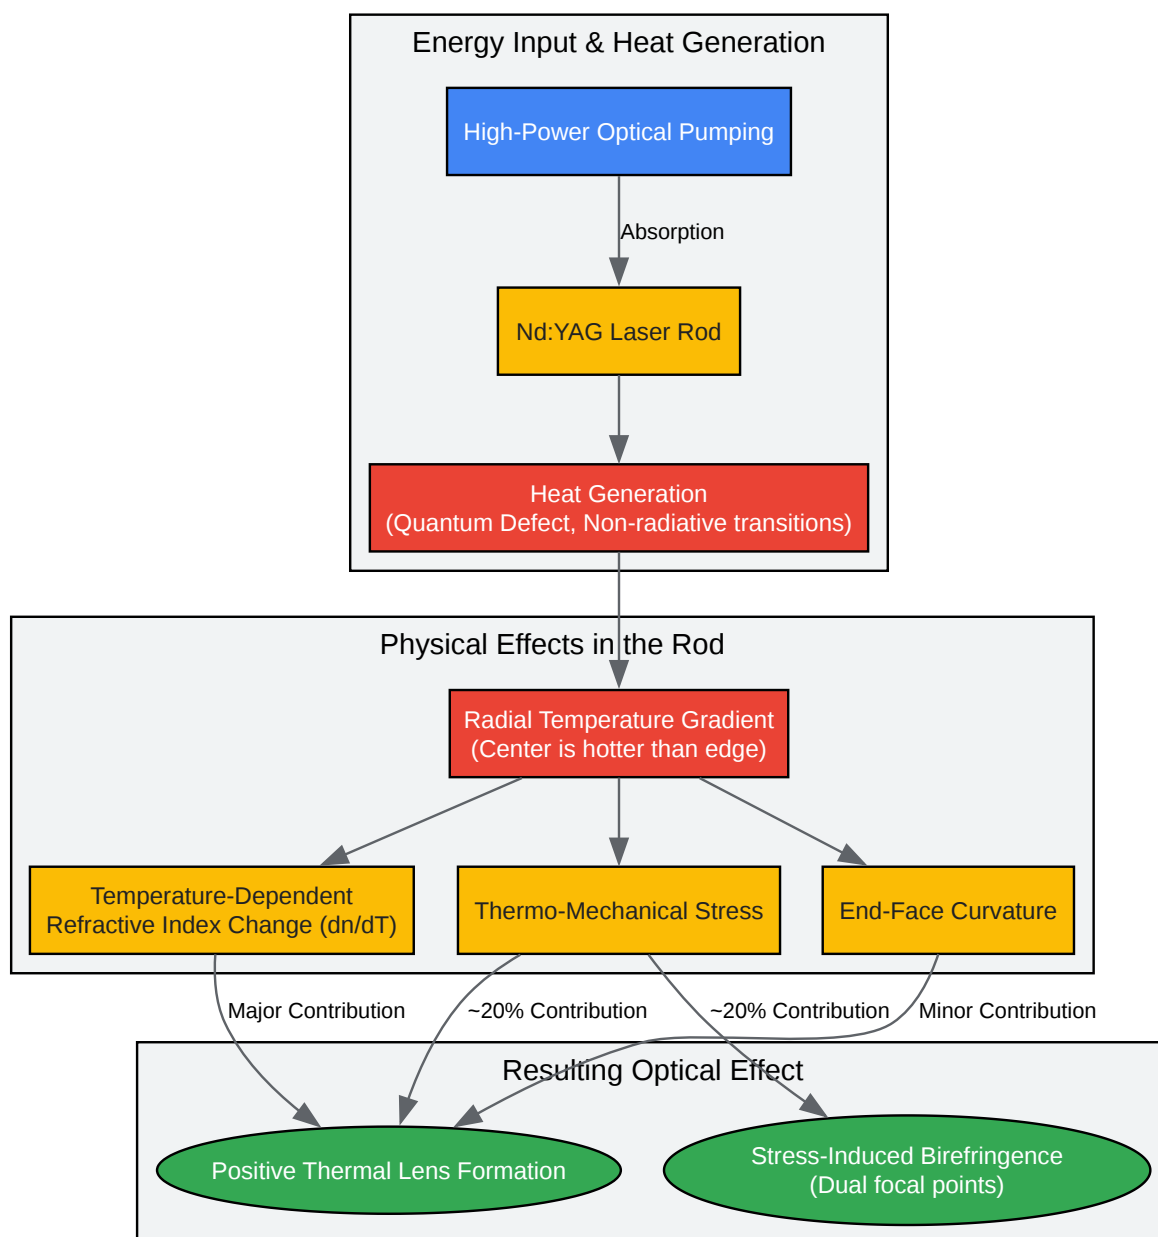 Energy Input & Heat Generation
High-Power Optical Pumping
Absorption
Nd:YAG Laser Rod
Heat Generation
(Quantum Defect, Non-radiative transitions)
Physical Effects in the Rod
Radial Temperature Gradient
(Center is hotter than edge)
Temperature-Dependent
Refractive Index Change (dn/dT)
Thermo-Mechanical Stress
End-Face Curvature
Major Contribution
~20% Contribution
~20% Contribution
Minor Contribution
Resulting Optical Effect
Positive Thermal Lens Formation
Stress-Induced Birefringence
(Dual focal points)